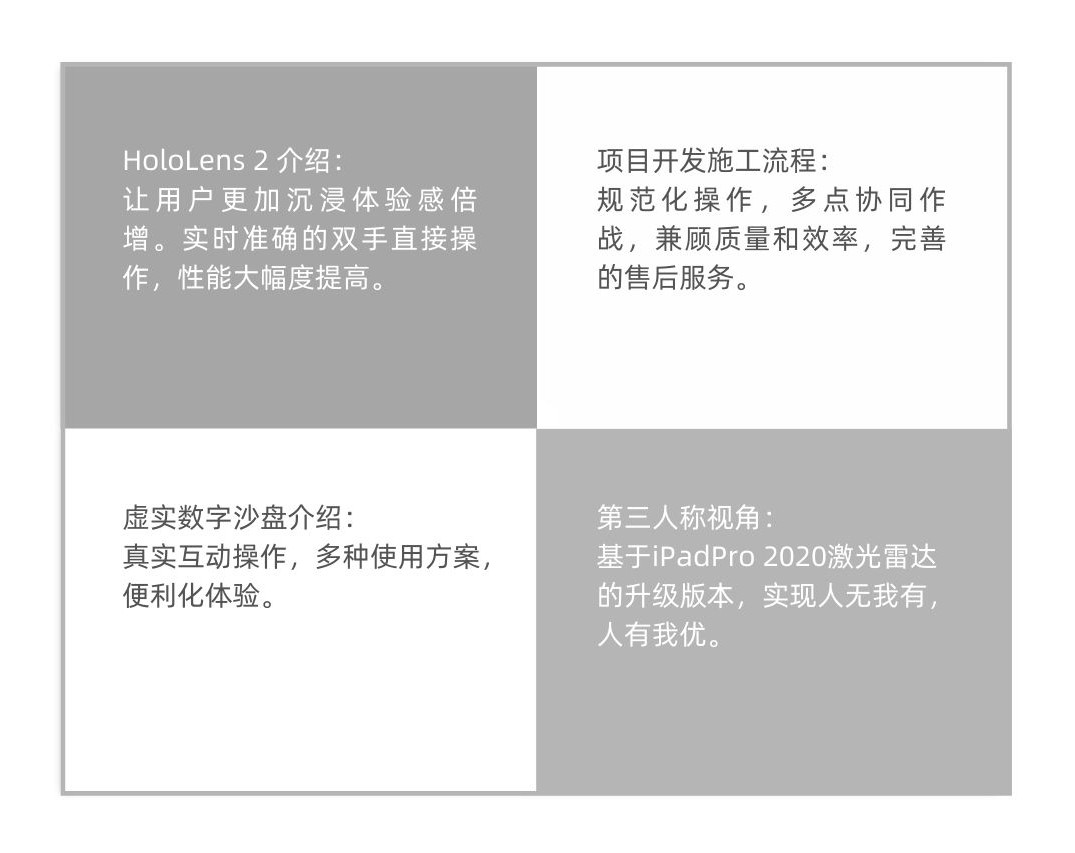 HoloLens 2 介绍：
让用户更加沉浸体验感倍
增。实时准确的双手直接操
作，性能大幅度提高。
项目开发施工流程：
规范化操作，多点协同作
战，兼顾质量和效率，完善
的售后服务。
虚实数字沙盘介绍：
真实互动操作，多种使用方案，
便利化体验。
第三人称视角：
基于iPadPro 2020激光雷达
的升级版本，实现人无我有，
人有我优。